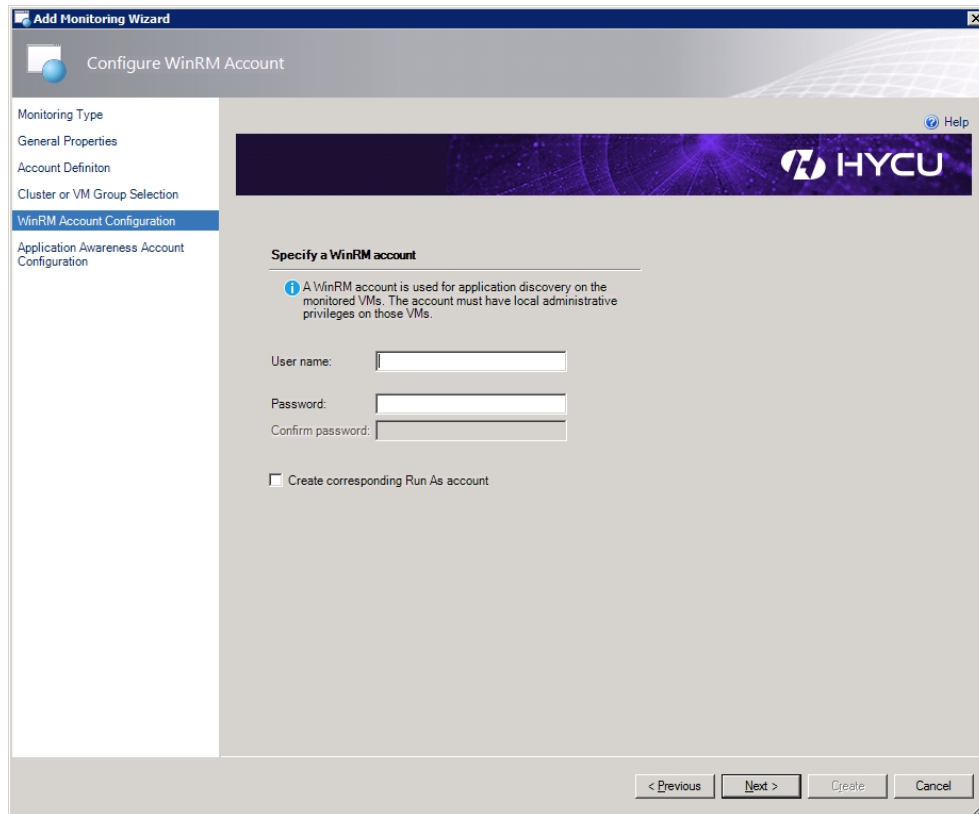 Add Monitoring Wizard
Configure WinRM Account
Monitoring Type
General Properties
Account Definiton
Cluster or VM Group Selection
WinRM Account Configuration
Application Awareness Account
Configuration
Help
HYCU
Specify a WinRM account
A WinRM account is used for application discovery on the
monitored VMs. The account must have local administrative
privileges on those VMs.
User name:
Password:
Confirm password:
Create corresponding Run As account
< Previous
Next >
Create
Cancel